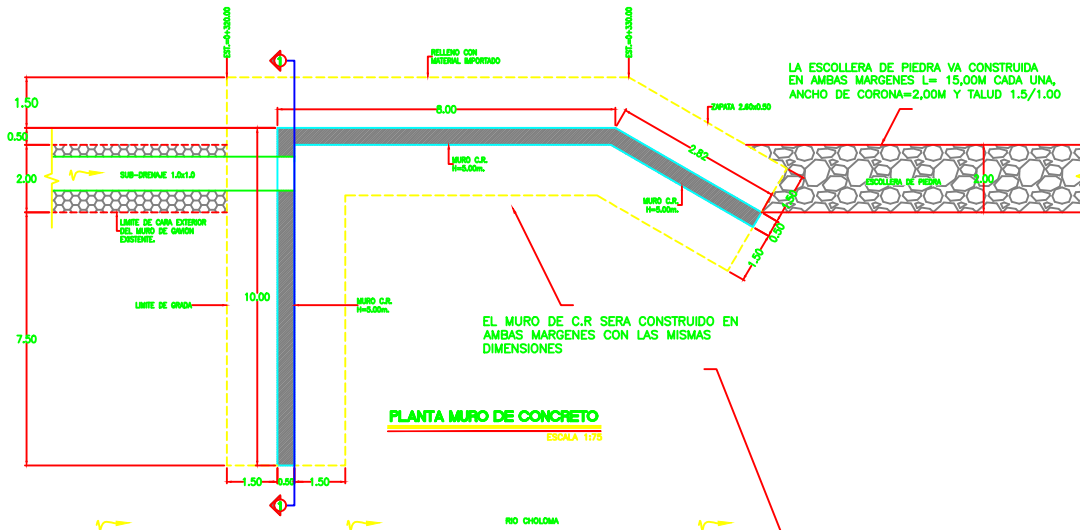 EST.=0+320.00
EST.=0+330.00
1
RELLENO CON
MATERIAL IMPORTADO
LA ESCOLLERA DE PIEDRA VA CONSTRUIDA
EN AMBAS MARGENES L= 15,00M CADA UNA,
ANCHO DE CORONA=2,00M Y TALUD 1.5/1.00
1.50
8.00
ZAPATA 2.60x0.50
0.50
2.82
MURO C.R.
H=5.00m.
2.00
SUB-DRENAJE 1.0x1.0
ESCOLLERA DE PIEDRA
2.00
MURO C.R.
H=5.00m.
0.50
1.50
LIMITE DE CARA EXTERIOR
DEL MURO DE GAVION
EXISTENTE.
10.00
LIMITE DE GRADA
MURO C.R.
H=5.00m.
EL MURO DE C.R SERA CONSTRUIDO EN
AMBAS MARGENES CON LAS MISMAS
DIMENSIONES
7.50
PLANTA MURO DE CONCRETO
ESCALA 1:75
1.50
0.50
1.50
1
RIO CHOLOMA